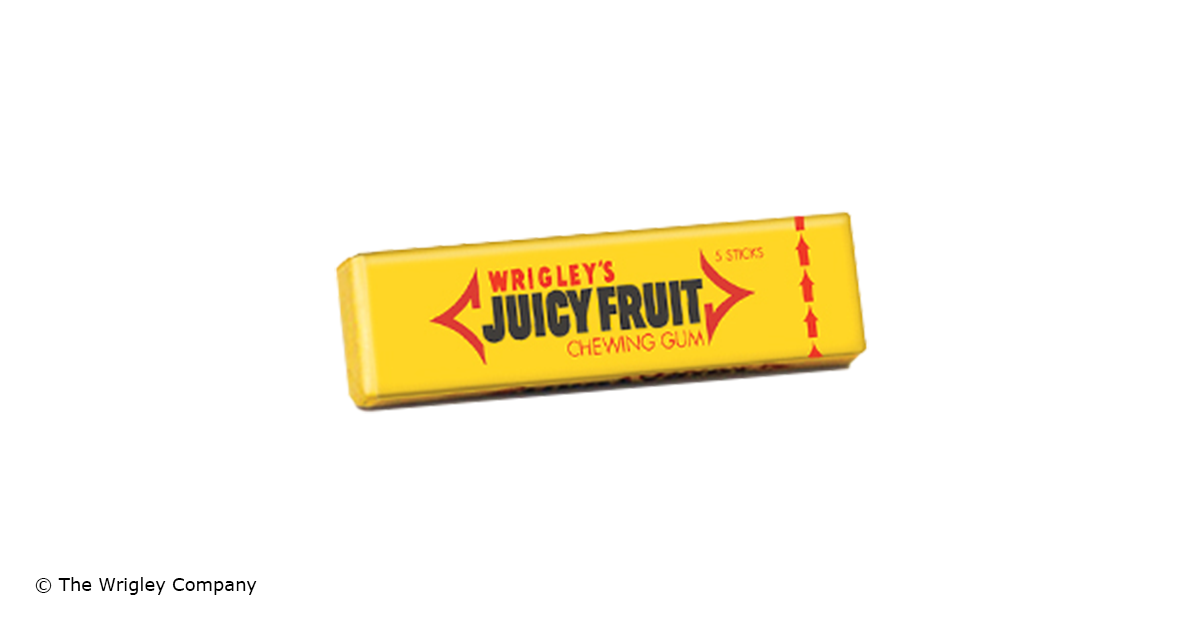 WRIGLEY'S
5 STICKS
JUICY FRUIT
CHEWING GUM
© The Wrigley Company